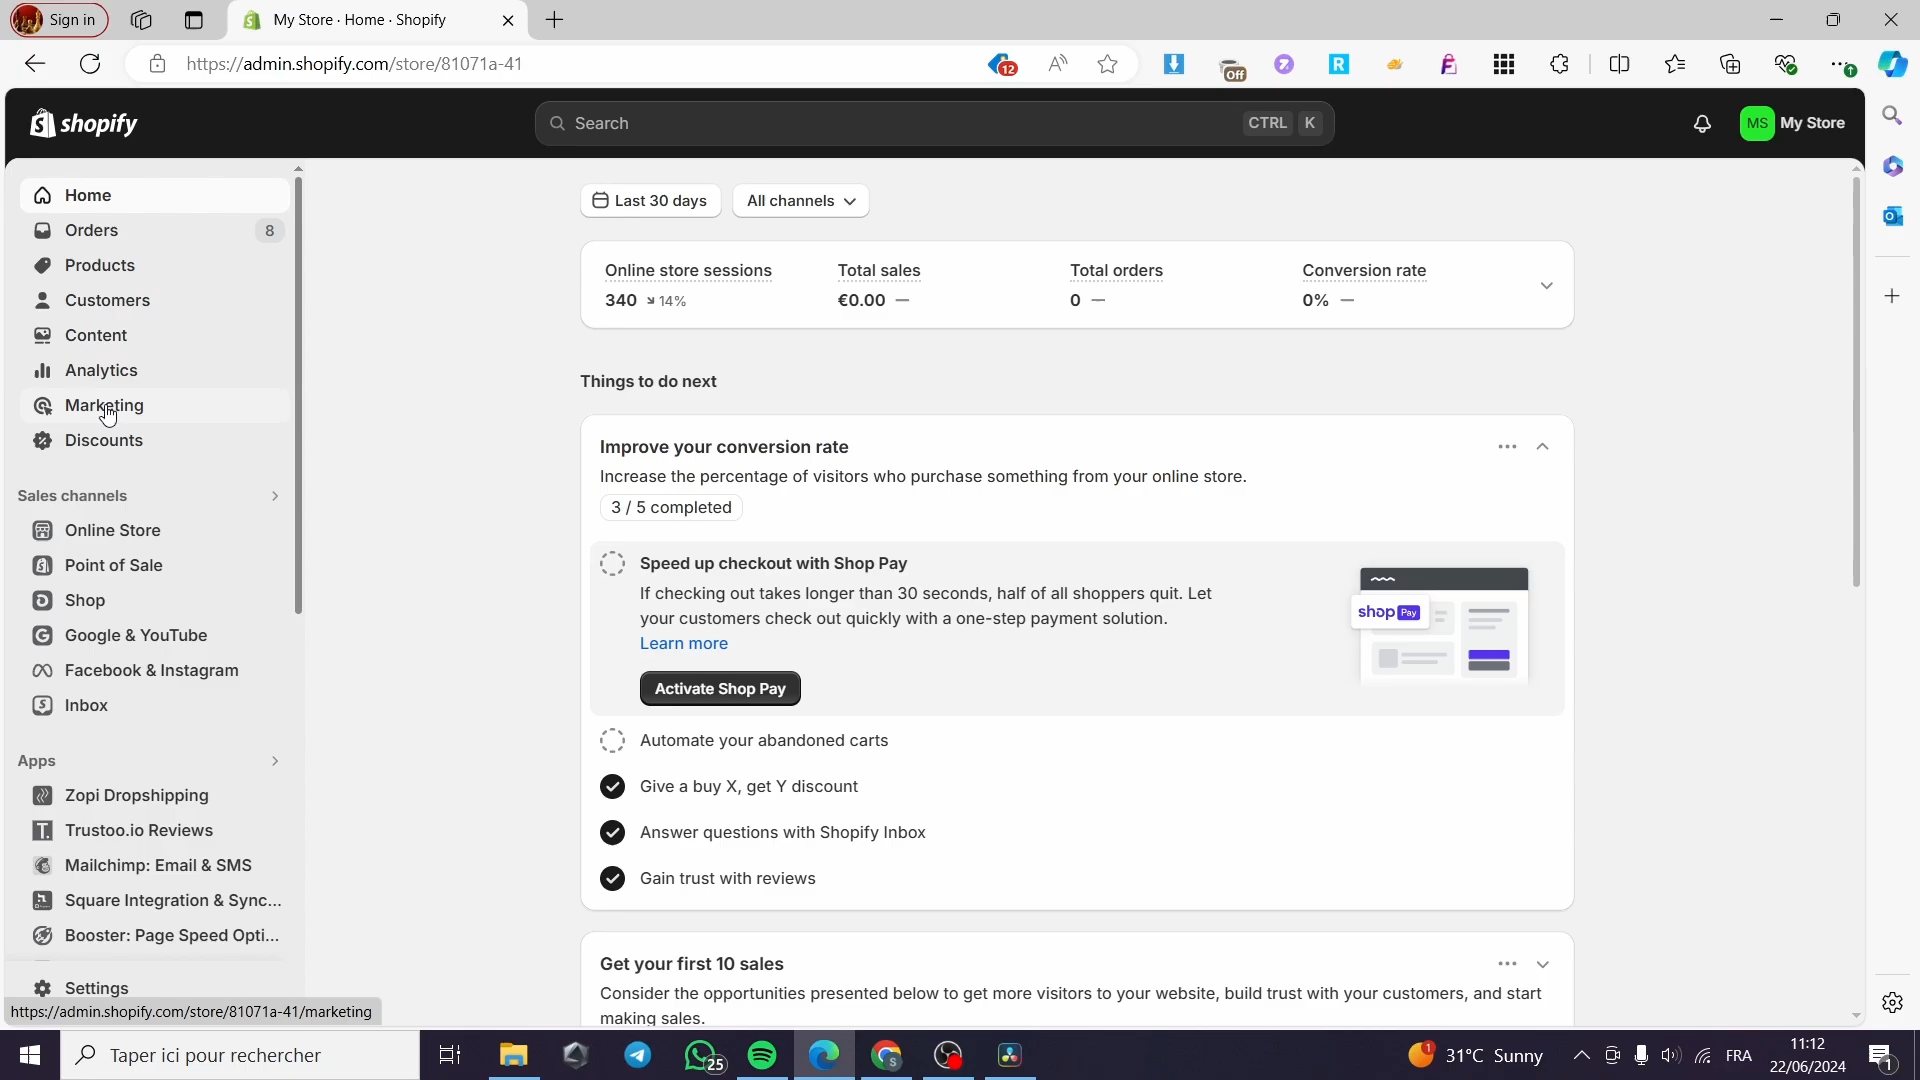 Sign in
My Store · Home · Shopify
https://admin.shopify.com/store/81071a-41
12
Off
shopify
Search
CTRL K
MS My Store
Home
Orders 8
Products
Customers
Content
Analytics
Marketing
Discounts
Sales channels
Online Store
Point of Sale
Shop
Google & YouTube
Facebook & Instagram
Inbox
Apps
Zopi Dropshipping
Trustoo.io Reviews
Mailchimp: Email & SMS
Square Integration & Sync...
Booster: Page Speed Opti...
Settings
https://admin.shopify.com/store/81071a-41/marketing
Last 30 days
All channels
Online store sessions
340 14%
Total sales
€0.00 —
Total orders
0 —
Conversion rate
0% —
Things to do next
Improve your conversion rate
Increase the percentage of visitors who purchase something from your online store.
3 / 5 completed
Speed up checkout with Shop Pay
If checking out takes longer than 30 seconds, half of all shoppers quit. Let
your customers check out quickly with a one-step payment solution.
Learn more
Activate Shop Pay
shop Pay
Automate your abandoned carts
Give a buy X, get Y discount
Answer questions with Shopify Inbox
Gain trust with reviews
Get your first 10 sales
Consider the opportunities presented below to get more visitors to your website, build trust with your customers, and start
making sales.
Taper ici pour rechercher
25
1
31°C Sunny
FRA
11:12
22/06/2024
1